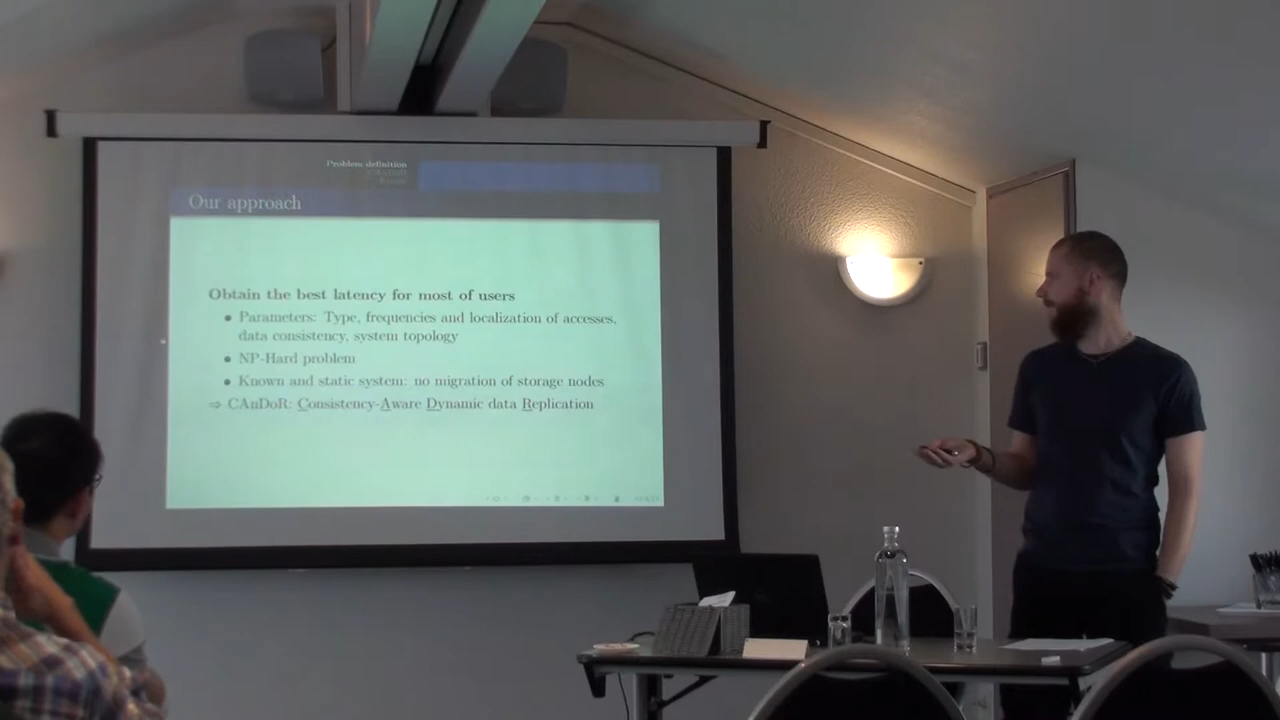 Problem definition
Our approach
Obtain the best latency for most of users
• Parameters: Type, frequencies and localization of accesses,
data consistency, system topology
• NP-Hard problem
• Known and static system: no migration of storage nodes
⇒ CAnDoR: Consistency-Aware Dynamic data Replication